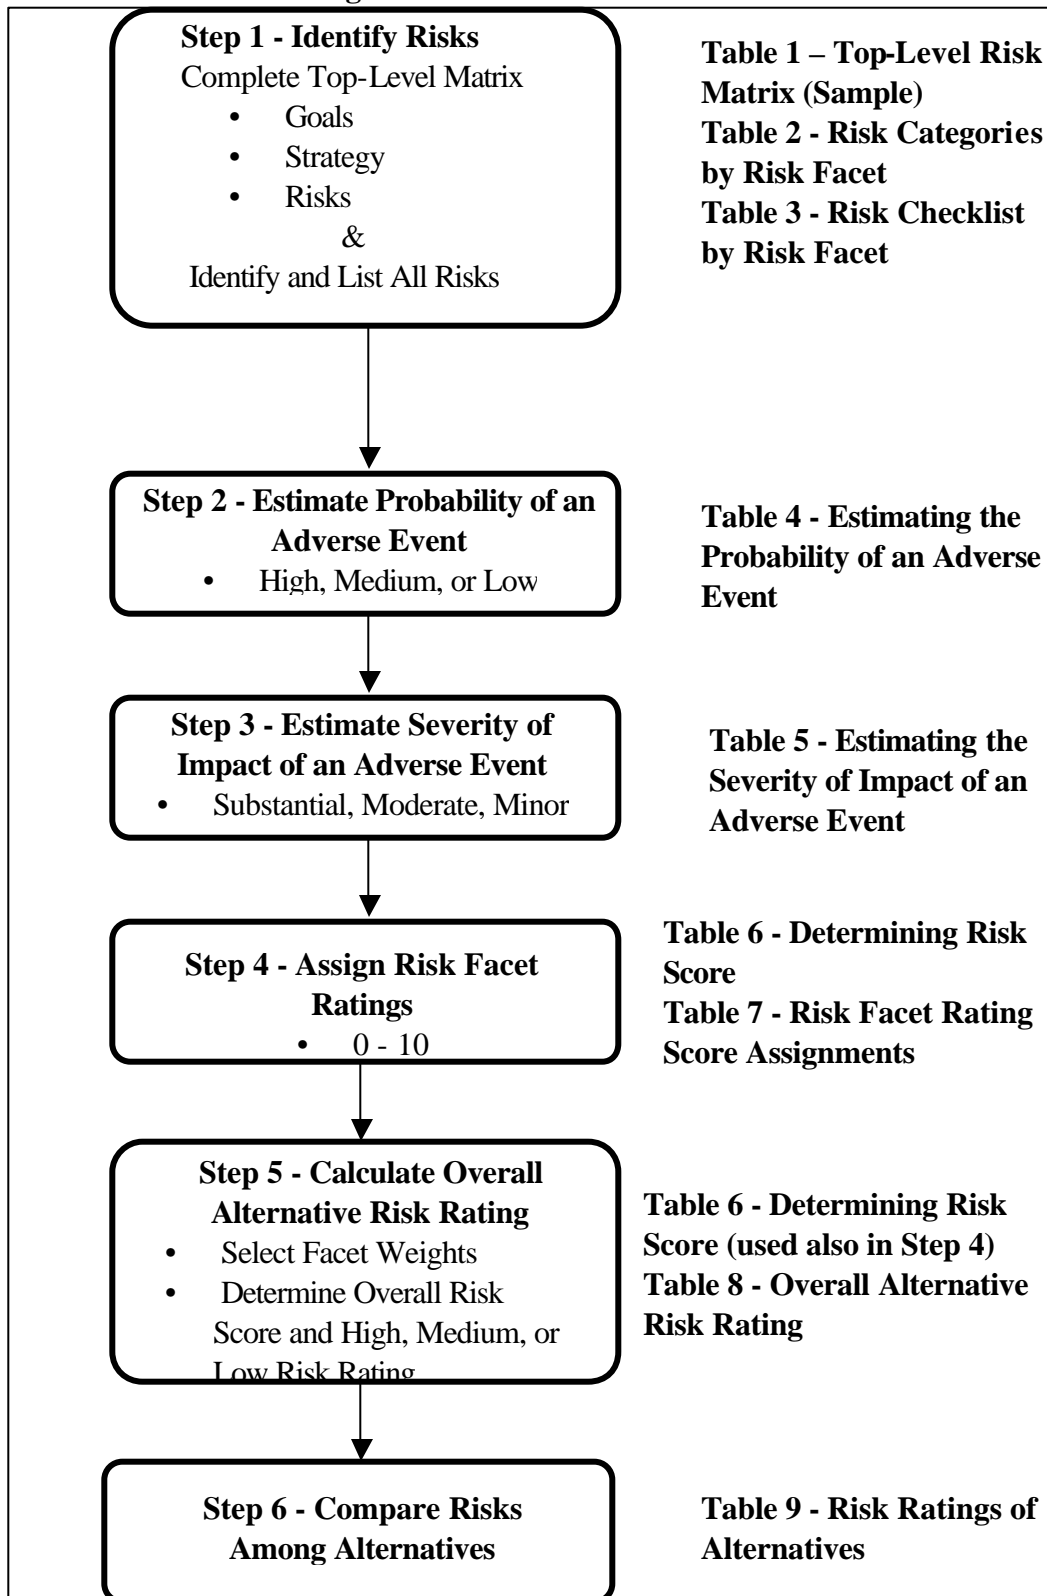 Step 1 - Identify Risks
Complete Top-Level Matrix
• Goals
• Strategy
• Risks
&
Identify and List All Risks
Table 1 – Top-Level Risk
Matrix (Sample)
Table 2 - Risk Categories
by Risk Facet
Table 3 - Risk Checklist
by Risk Facet
Step 2 - Estimate Probability of an
Adverse Event
• High, Medium, or Low
Table 4 - Estimating the
Probability of an Adverse
Event
Step 3 - Estimate Severity of
Impact of an Adverse Event
• Substantial, Moderate, Minor
Table 5 - Estimating the
Severity of Impact of an
Adverse Event
Step 4 - Assign Risk Facet
Ratings
• 0 - 10
Table 6 - Determining Risk
Score
Table 7 - Risk Facet Rating
Score Assignments
Step 5 - Calculate Overall
Alternative Risk Rating
• Select Facet Weights
• Determine Overall Risk
Score and High, Medium, or
Low Risk Rating
Table 6 - Determining Risk
Score (used also in Step 4)
Table 8 - Overall Alternative
Risk Rating
Step 6 - Compare Risks
Among Alternatives
Table 9 - Risk Ratings of
Alternatives